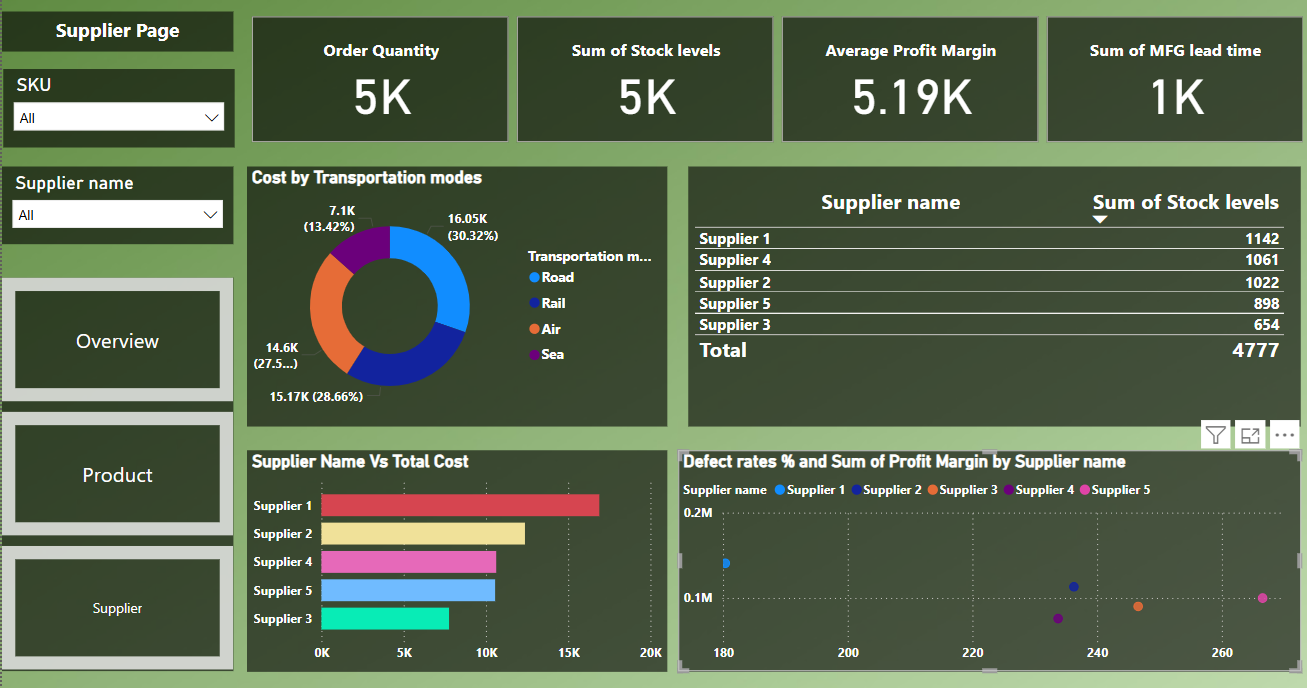 Supplier Page
SKU
All
Supplier name
All
Overview
Product
Supplier
Order Quantity
5K
Sum of Stock levels
5K
Average Profit Margin
5.19K
Sum of MFG lead time
1K
Cost by Transportation modes
7.1K
(13.42%)
16.05K
(30.32%)
14.6K
(27.5...)
15.17K (28.66%)
Transportation m...
Road
Rail
Air
Sea
Supplier name Sum of Stock levels
Supplier 1 1142
Supplier 4 1061
Supplier 2 1022
Supplier 5 898
Supplier 3 654
Total 4777
Supplier Name Vs Total Cost
Supplier 1
Supplier 2
Supplier 4
Supplier 5
Supplier 3
0K 5K 10K 15K 20K
Defect rates % and Sum of Profit Margin by Supplier name
Supplier name Supplier 1 Supplier 2 Supplier 3 Supplier 4 Supplier 5
0.2M
0.1M
180 200 220 240 260